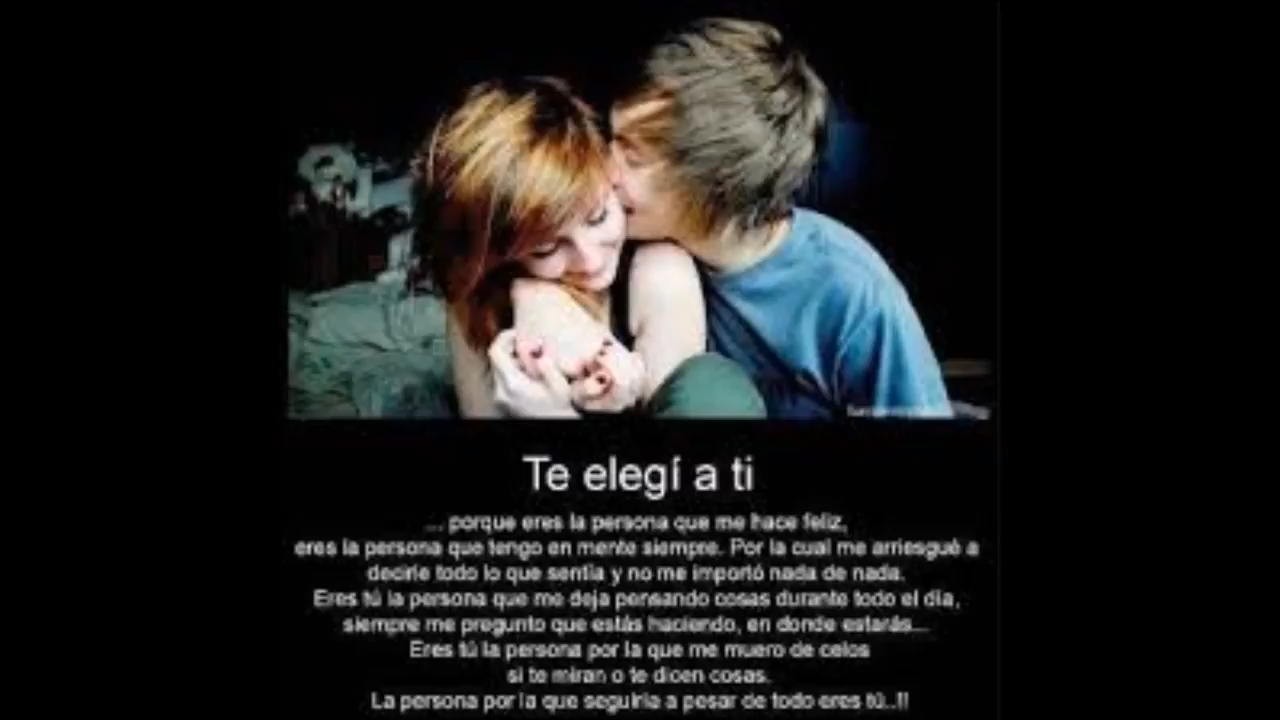 Te elegí a ti
... porque eres la persona que me hace feliz,
eres la persona que tengo en mente siempre. Por la cual me arriesgué a
decirle todo lo que sentía y no me importó nada de nada.
Eres tú la persona que me deja pensando cosas durante todo el día,
siempre me pregunto que estás haciendo, en donde estarás...
Eres tú la persona por la que me muero de celos
si te miran o te dicen cosas.
La persona por la que seguiría a pesar de todo eres tú..!!